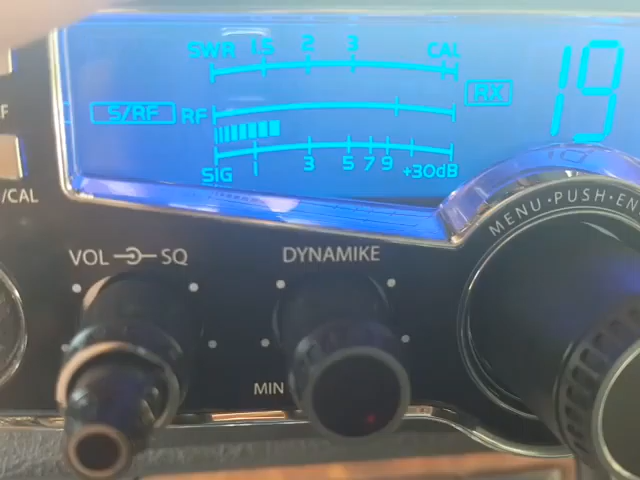 SWR 1.5 2 3 CAL
19
RX
S/RF RF
F
SIG 1 3 5 7 9 +30dB
/CAL
MENU•PUSH•EN
VOL SQ DYNAMIKE
MIN